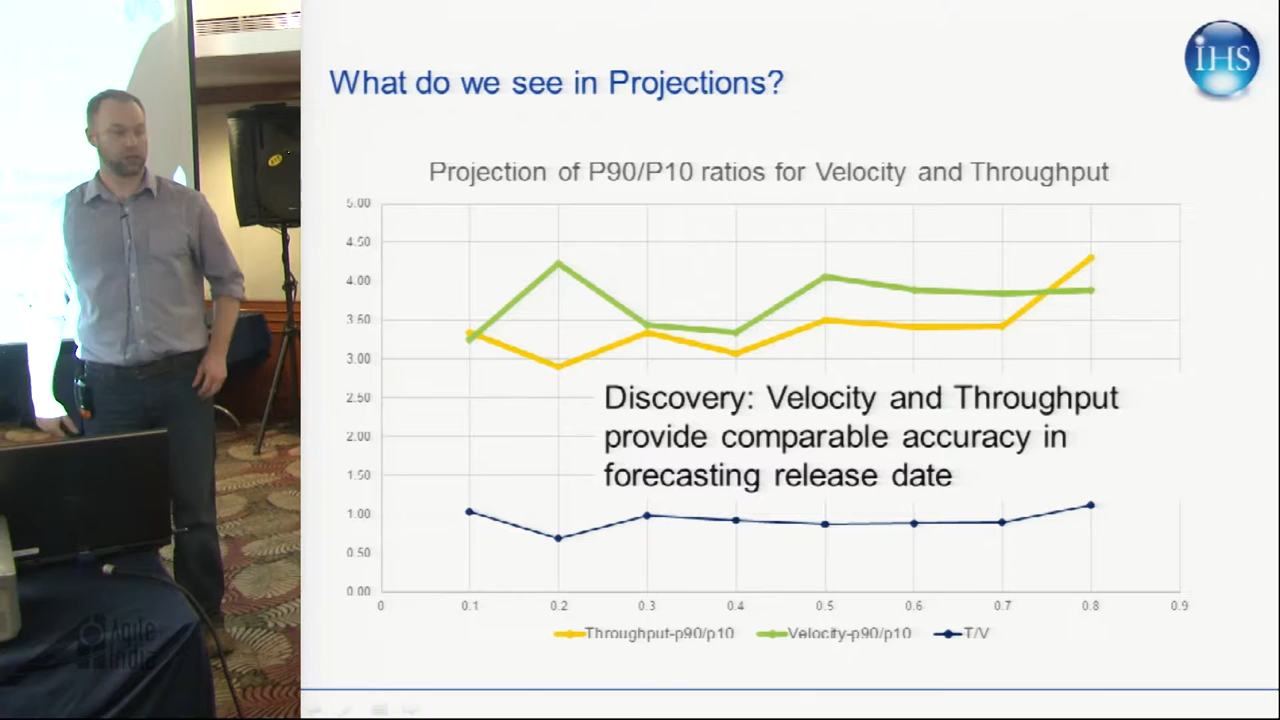 IHS
What do we see in Projections?
Projection of P90/P10 ratios for Velocity and Throughput
5.00
4.50
4.00
3.50
3.00
2.50
2.00
1.50
1.00
0.50
0.00
Discovery: Velocity and Throughput
provide comparable accuracy in
forecasting release date
0 0.1 0.2 0.3 0.4 0.5 0.6 0.7 0.8 0.9
Throughput-p90/p10 Velocity-p90/p10 T/V
Agile
India